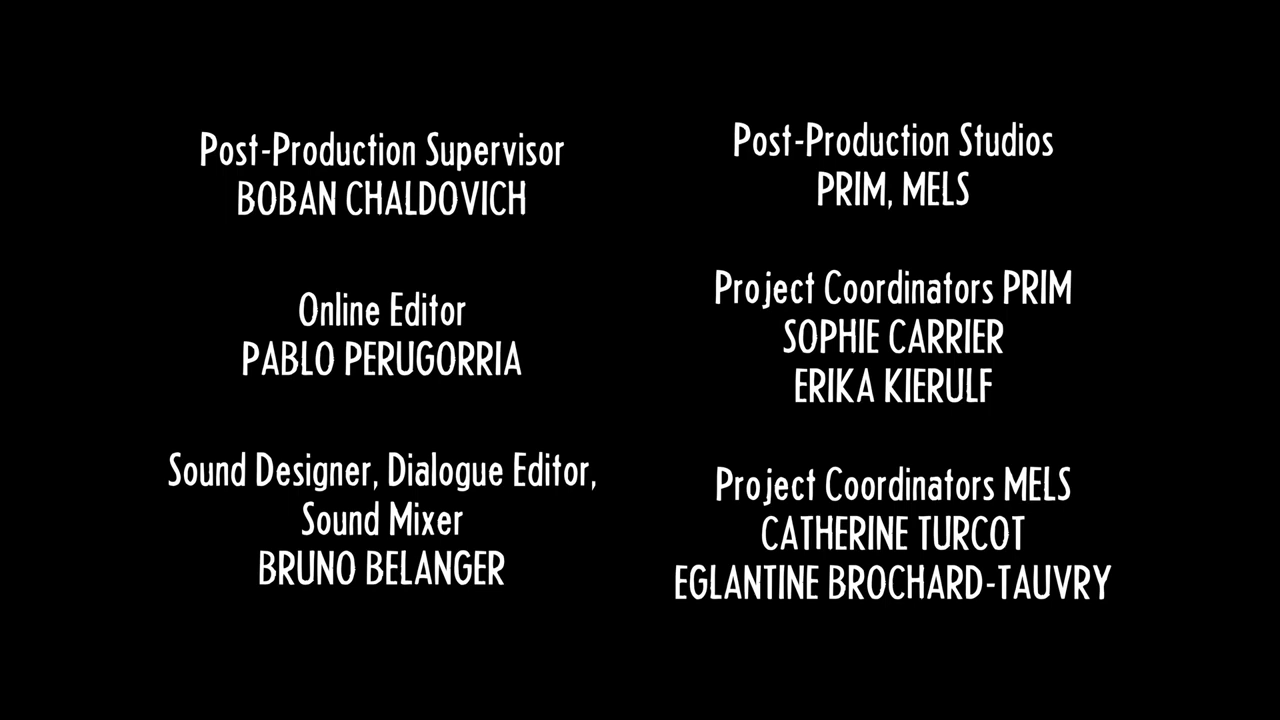 Post-Production Supervisor
BOBAN CHALDOVICH
Online Editor
PABLO PERUGORRIA
Sound Designer, Dialogue Editor,
Sound Mixer
BRUNO BELANGER
Post-Production Studios
PRIM, MELS
Project Coordinators PRIM
SOPHIE CARRIER
ERIKA KIERULF
Project Coordinators MELS
CATHERINE TURCOT
EGLANTINE BROCHARD-TAUVRY